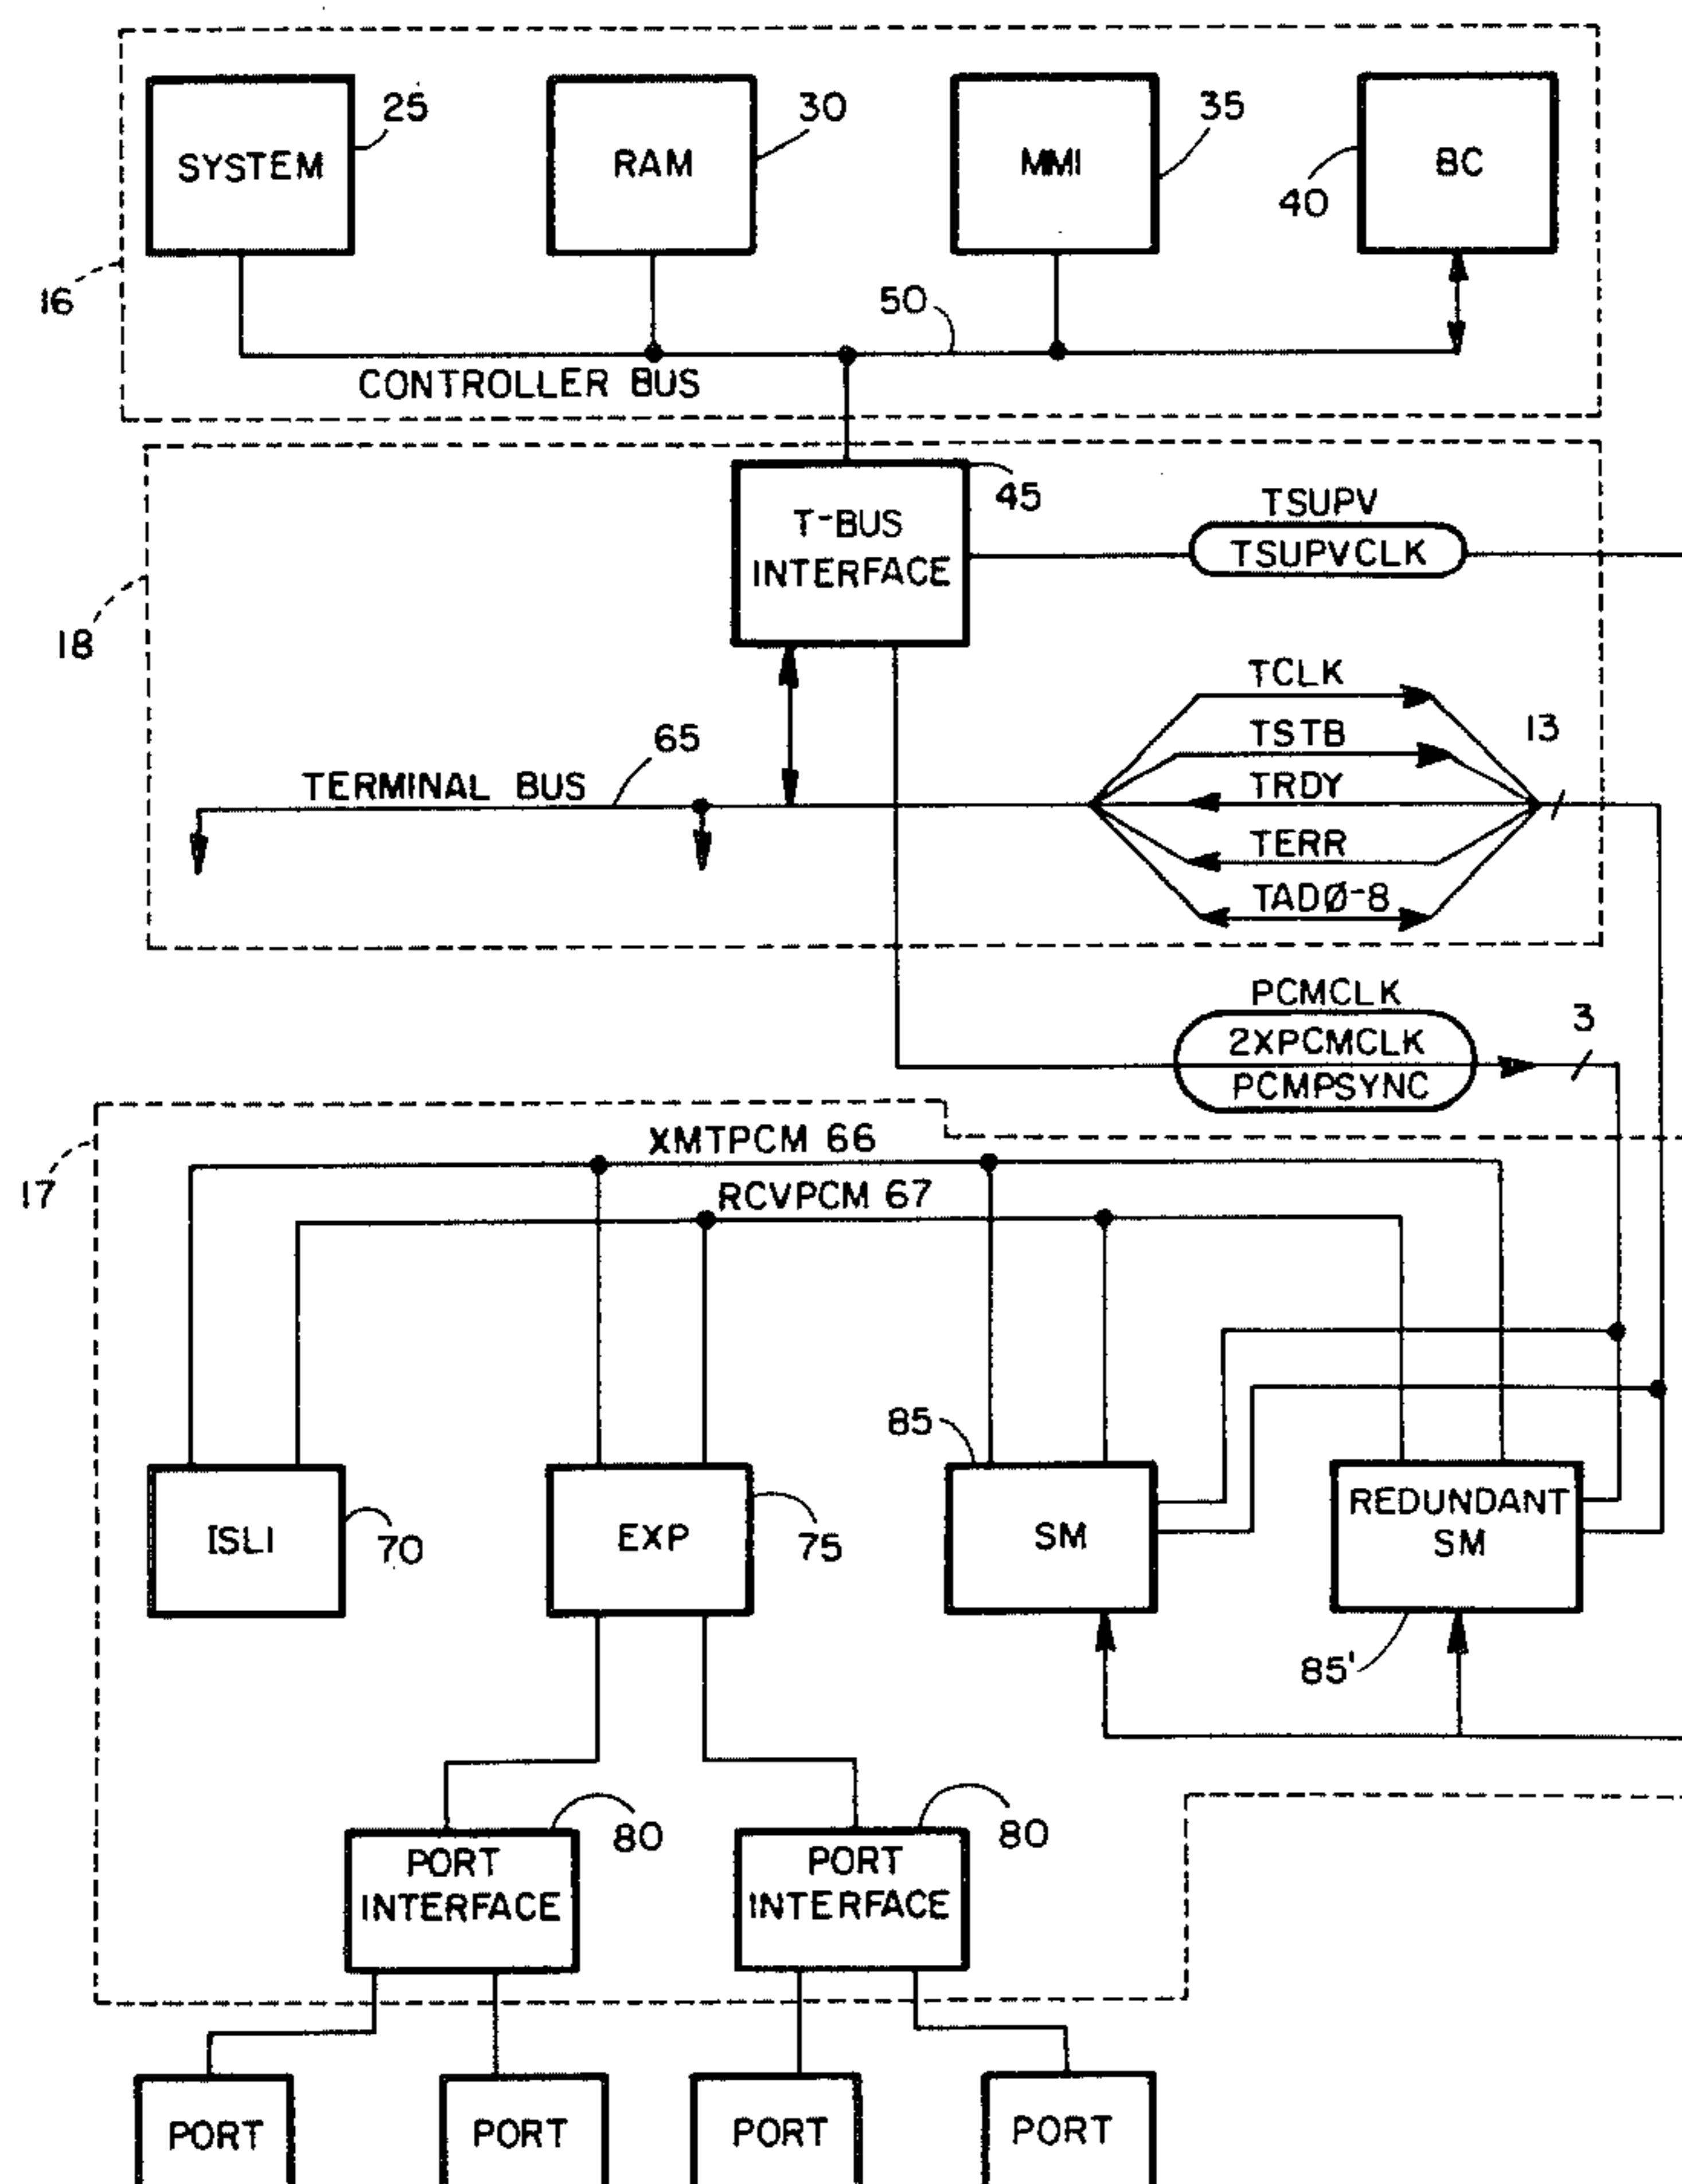 25
30
35
SYSTEM
RAM
MMI
BC
40
16
50
CONTROLLER BUS
45
T-BUS
INTERFACE
TSUPV
TSUPVCLK
18
TCLK
13
65
TSTB
TERMINAL BUS
TRDY
TERR
TADØ-8
PCMCLK
3
2XPCMCLK
PCMPSYNC
XMTPCM 66
17
RCVPCM 67
85
ISLI
70
EXP
75
SM
REDUNDANT
SM
85'
80
80
PORT
INTERFACE
PORT
INTERFACE
PORT
PORT
PORT
PORT